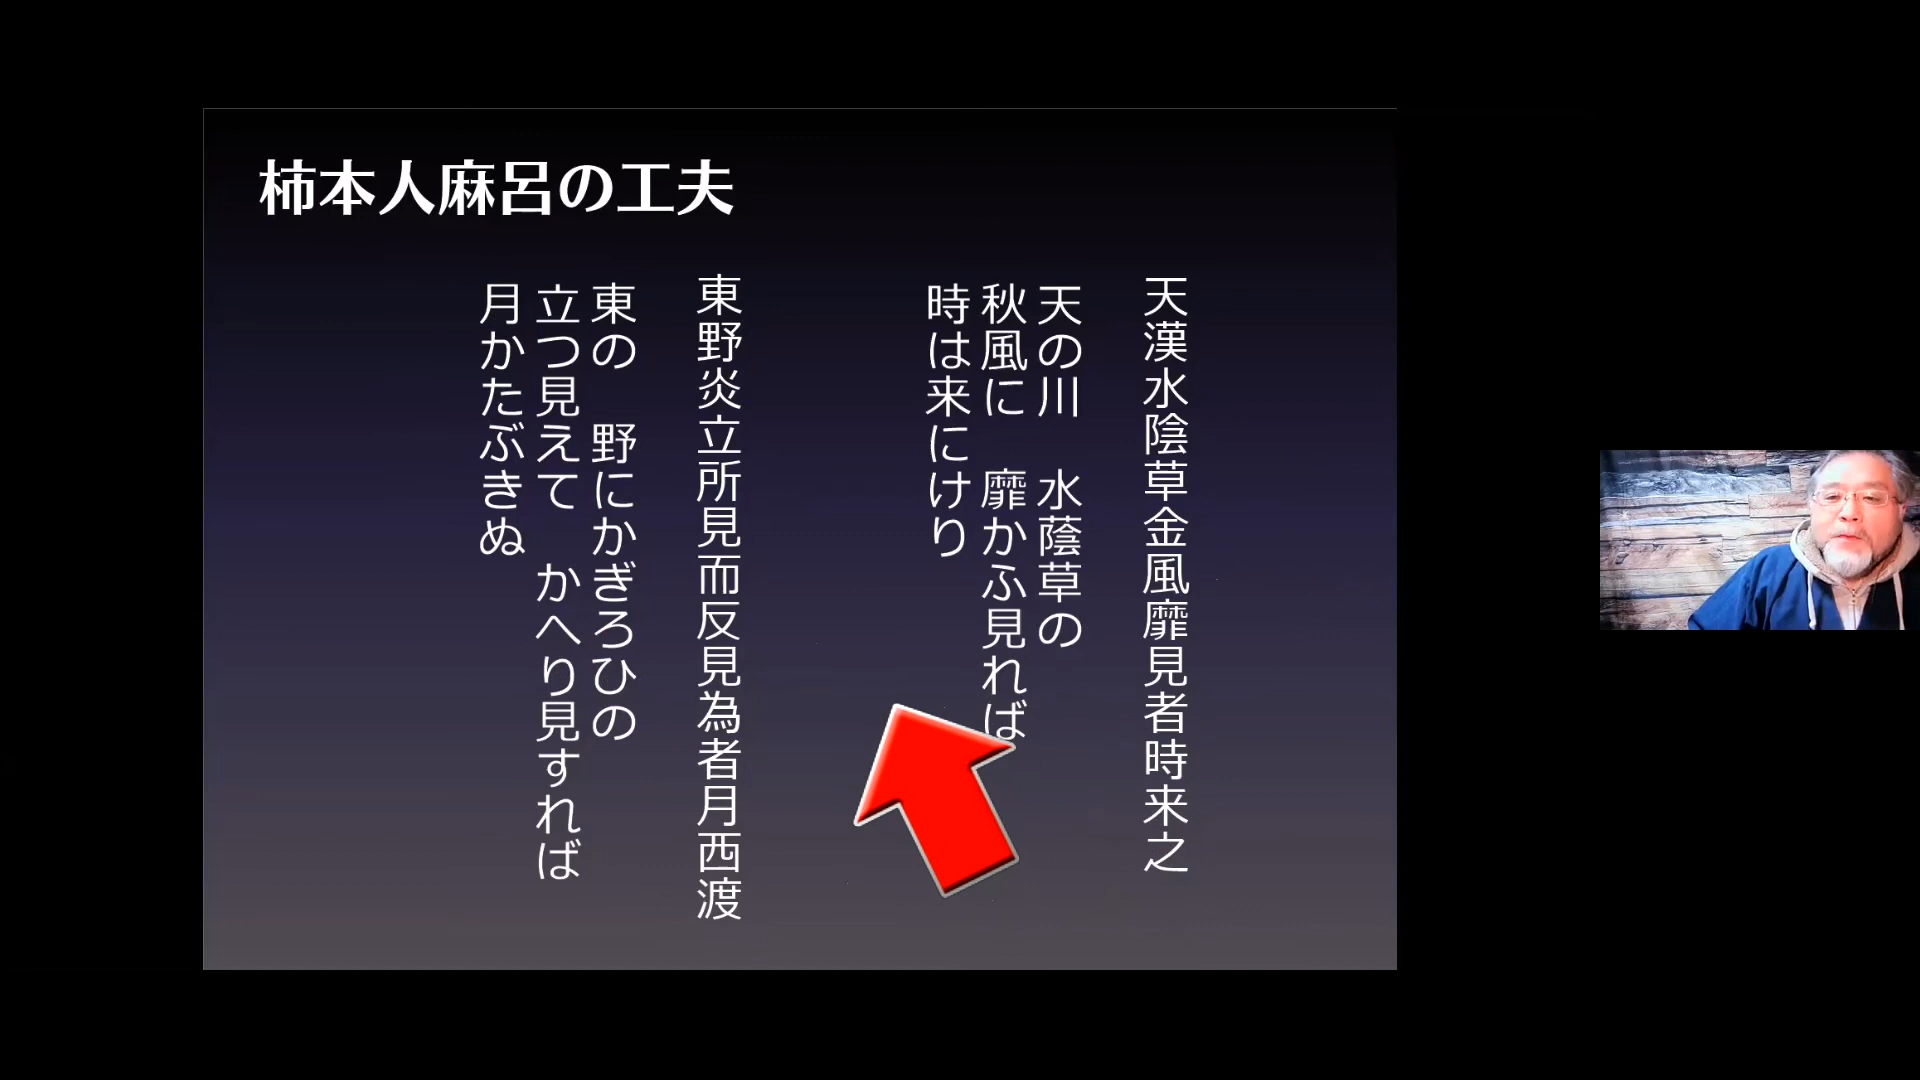 柿本人麻呂の工夫
天漢水陰草金風靡見者時来之
天の川　水蔭草の
秋風に　靡かふ見れば
時は来にけり
東野炎立所見而反見為者月西渡
東の　野にかぎろひの
立つ見えて　かへり見すれば
月かたぶきぬ